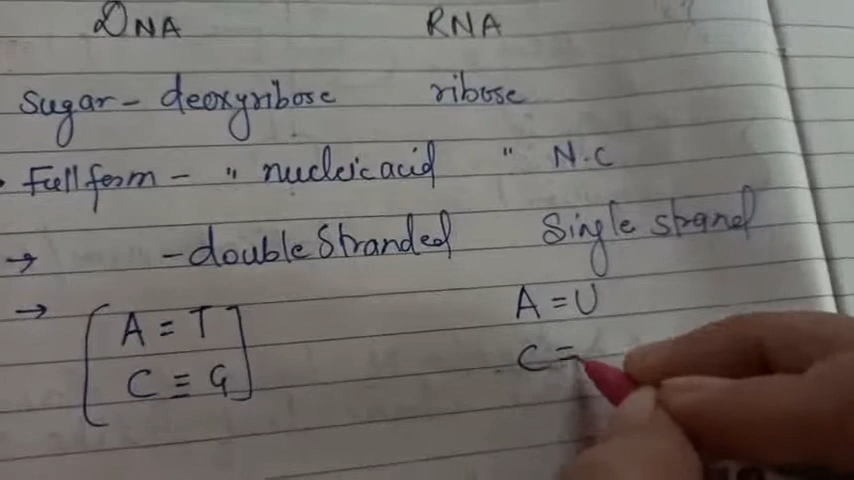 DNA RNA
Sugar - deoxyribose ribose
Full form - " nucleic acid " N.C
→ - double Stranded Single strand
→ A = T A = U
C ≡ G C =